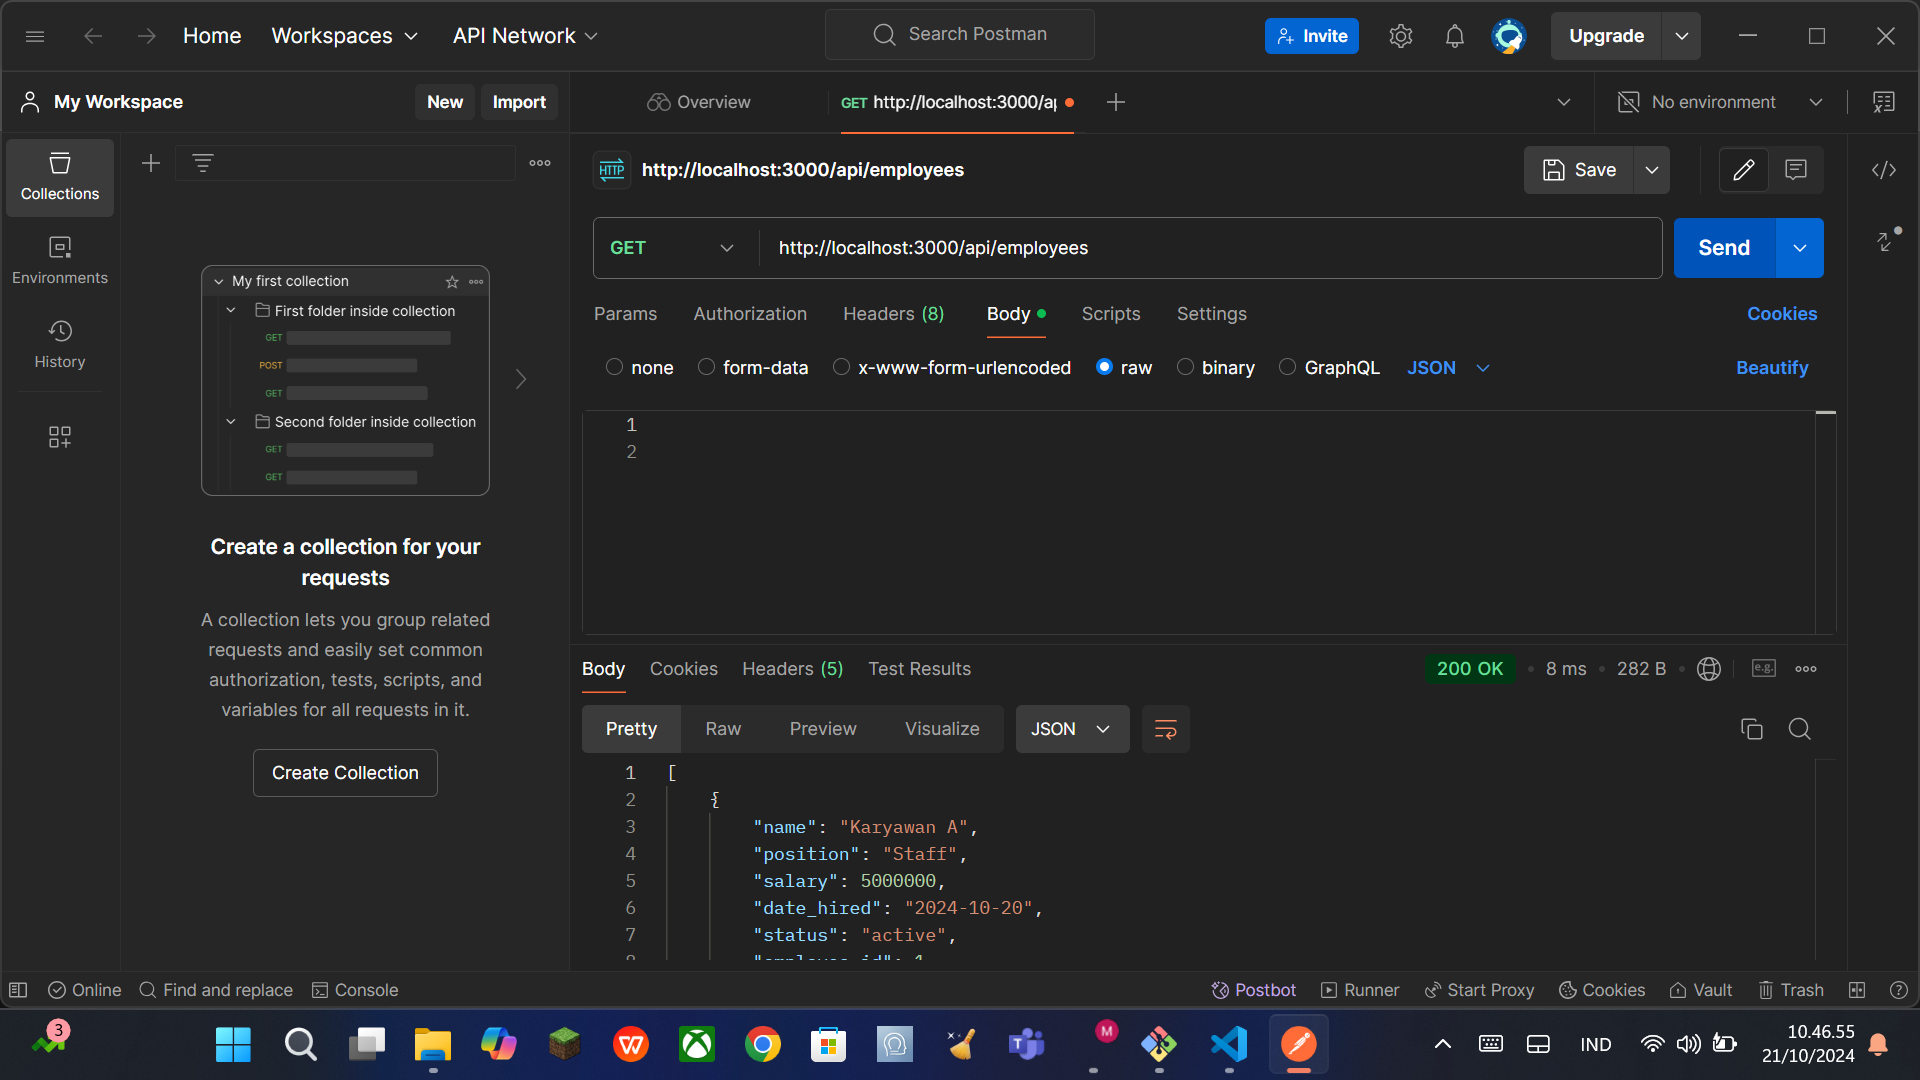 Home
Workspaces
API Network
Search Postman
Invite
Upgrade
My Workspace
New
Import
Overview
GET http://localhost:3000/ap
No environment
Collections
Environments
History
My first collection
First folder inside collection
GET
POST
GET
Second folder inside collection
GET
GET
Create a collection for your
requests
A collection lets you group related
requests and easily set common
authorization, tests, scripts, and
variables for all requests in it.
Create Collection
HTTP
http://localhost:3000/api/employees
Save
GET
http://localhost:3000/api/employees
Send
Params
Authorization
Headers (8)
Body
Scripts
Settings
Cookies
none
form-data
x-www-form-urlencoded
raw
binary
GraphQL
JSON
Beautify
1
2
Body
Cookies
Headers (5)
Test Results
200 OK
8 ms
282 B
e.g.
Pretty
Raw
Preview
Visualize
JSON
1 [
2 {
3 "name": "Karyawan A",
4 "position": "Staff",
5 "salary": 5000000,
6 "date_hired": "2024-10-20",
7 "status": "active",
8 "employee_id": 1
Online
Find and replace
Console
Postbot
Runner
Start Proxy
Cookies
Vault
Trash
3
M
IND
10.46.55
21/10/2024